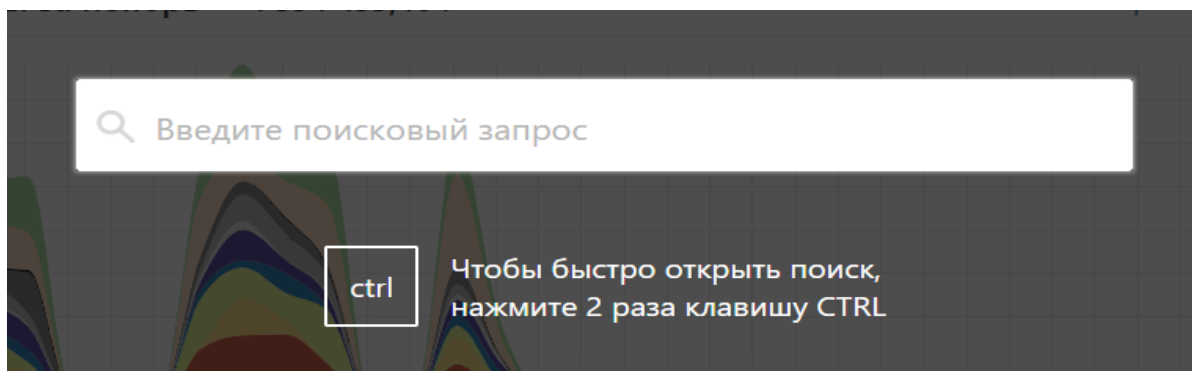 Введите поисковый запрос
ctrl
Чтобы быстро открыть поиск,
нажмите 2 раза клавишу CTRL